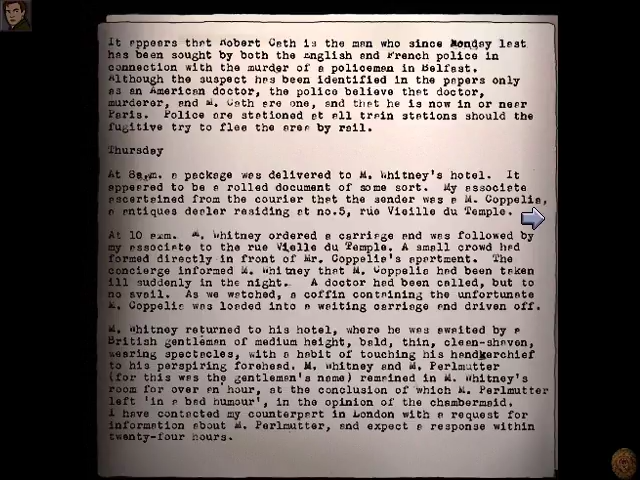 It appears that Robert Cath is the man who since Monday last
has been sought by both the English and French police in
connection with the murder of a policeman in Belfast.
Although the suspect has been identified in the papers only
as an American doctor, the police believe that doctor,
murderer, and M. Cath are one, and that he is now in or near
Paris. Police are stationed at all train stations should the
fugitive try to flee the area by rail.
Thursday
At 8a.m. a package was delivered to M. Whitney's hotel. It
appeared to be a rolled document of some sort. My associate
ascertained from the courier that the sender was a M. Coppelia,
a antiques dealer residing at no.5, rue Vieille du Temple.
At 10 a.m. M. Whitney ordered a carriage and was followed by
my associate to the rue Vielle du Temple. A small crowd had
formed directly in front of Mr. Coppelia's apartment. The
concierge informed M. Whitney that M. Coppelia had been taken
ill suddenly in the night. A doctor had been called, but to
no avail. As we watched, a coffin containing the unfortunate
M. Coppelia was loaded into a waiting carriage and driven off.
M. Whitney returned to his hotel, where he was awaited by a
British gentleman of medium height, bald, thin, clean-shaven,
wearing spectacles, with a habit of touching his handkerchief
to his perspiring forehead. M. Whitney and M. Perlmutter
(for this was the gentleman's name) remained in M. Whitney's
room for over an hour, at the conclusion of which M. Perlmutter
left 'in a bad humour', in the opinion of the chambermaid.
I have contacted my counterpart in London with a request for
information about M. Perlmutter, and expect a response within
twenty-four hours.